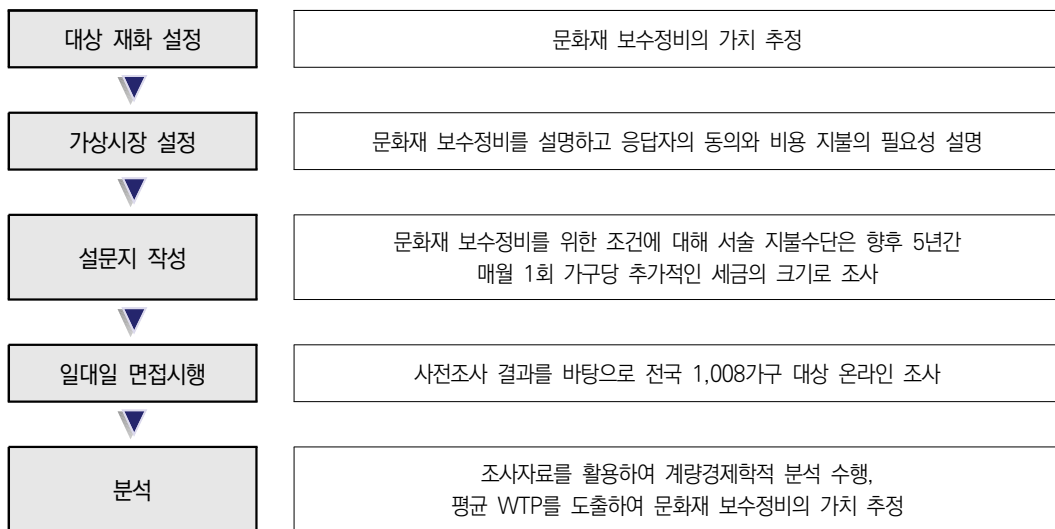 대상 재화 설정
문화재 보수정비의 가치 추정
가상시장 설정
문화재 보수정비를 설명하고 응답자의 동의와 비용 지불의 필요성 설명
설문지 작성
문화재 보수정비를 위한 조건에 대해 서술 지불수단은 향후 5년간
매월 1회 가구당 추가적인 세금의 크기로 조사
일대일 면접시행
사전조사 결과를 바탕으로 전국 1,008가구 대상 온라인 조사
분석
조사자료를 활용하여 계량경제학적 분석 수행,
평균 WTP를 도출하여 문화재 보수정비의 가치 추정